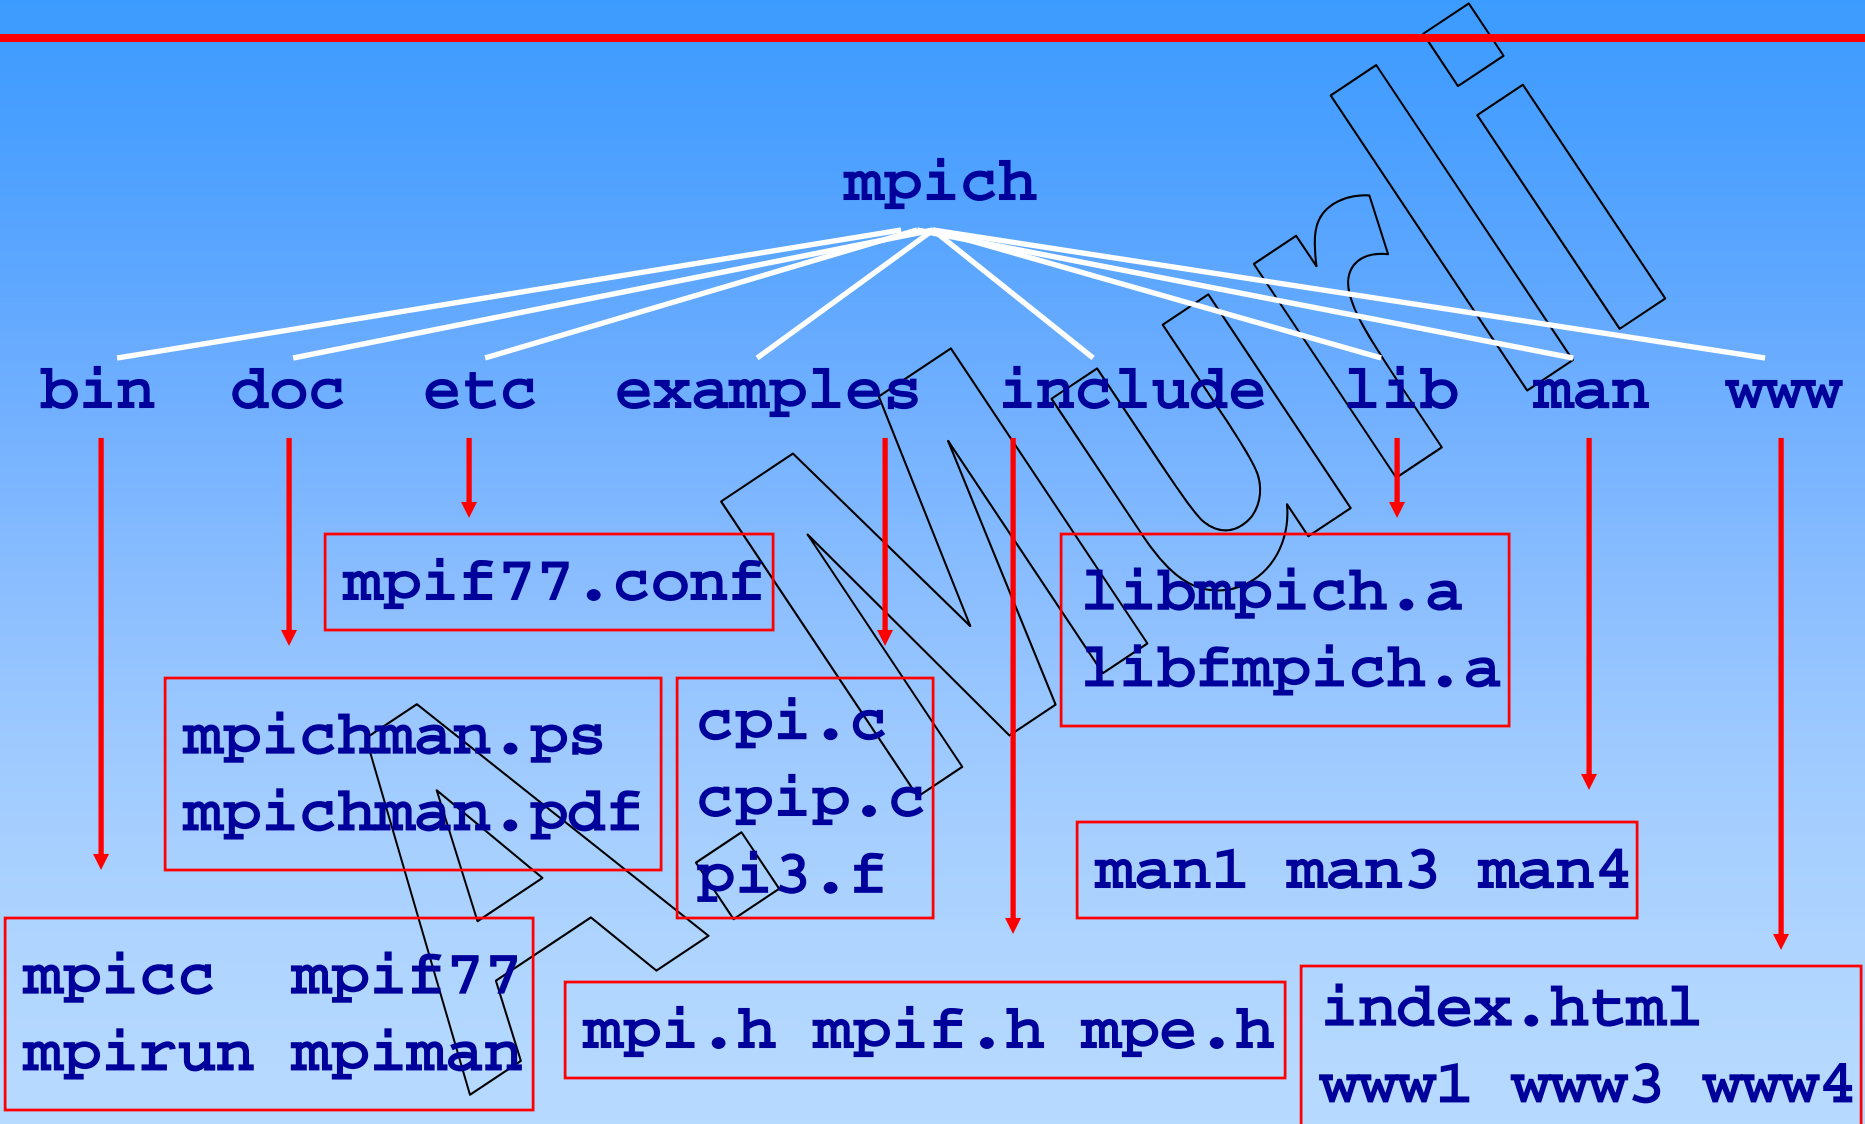 mpich
bin doc etc examples include lib man www
mpif77.conf
libmpich.a
libfmpich.a
mpichman.ps
mpichman.pdf
cpi.c
cpip.c
pi3.f
man1 man3 man4
mpicc mpif77
mpirun mpiman
mpi.h mpif.h mpe.h
index.html
www1 www3 www4
A. Murli